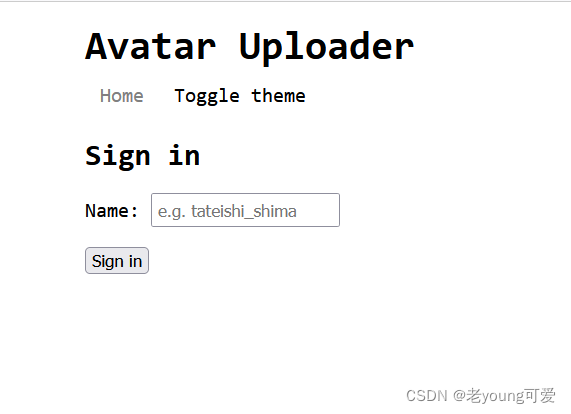 Avatar Uploader
Home Toggle theme
Sign in
Name: e.g. tateishi_shima
Sign in
CSDN @老young可爱